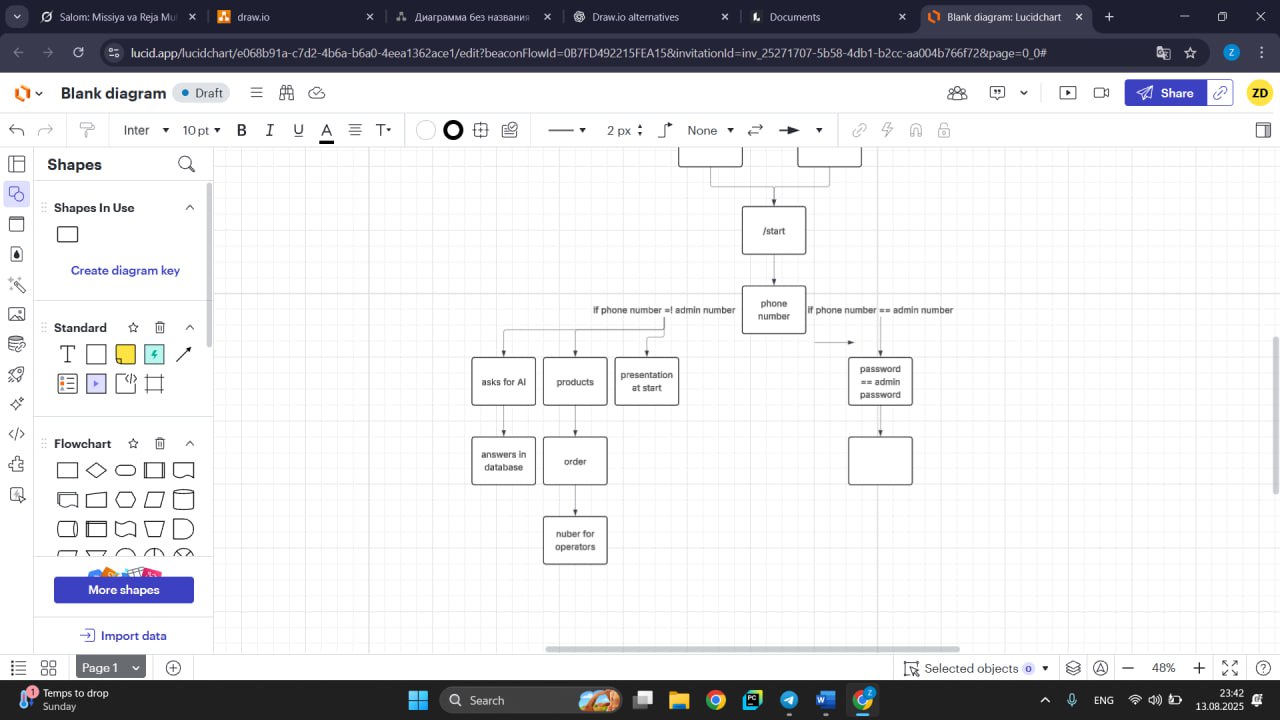 Salom: Missiya va Reja Mu
draw.io
Диаграмма без названия
Draw.io alternatives
Documents
Blank diagram: Lucidchart
lucid.app/lucidchart/e068b91a-c7d2-4b6a-b6a0-4eea1362ace1/edit?beaconFlowId=0B7FD492215FEA15&invitationId=inv_25271707-5b58-4db1-b2cc-aa004b766f72&page=0_0#
Z
Blank diagram
Draft
Share
ZD
Inter
10 pt
B
I
U
A
T
2 px
None
Shapes
Shapes In Use
Create diagram key
Standard
T
Flowchart
More shapes
Import data
/start
phone
number
if phone number =! admin number
if phone number == admin number
asks for AI
products
presentation
at start
password
== admin
password
answers in
database
order
nuber for
operators
Page 1
Selected objects
0
48%
1
Temps to drop
Sunday
Search
PC
W
Z
ENG
23:42
13.08.2025